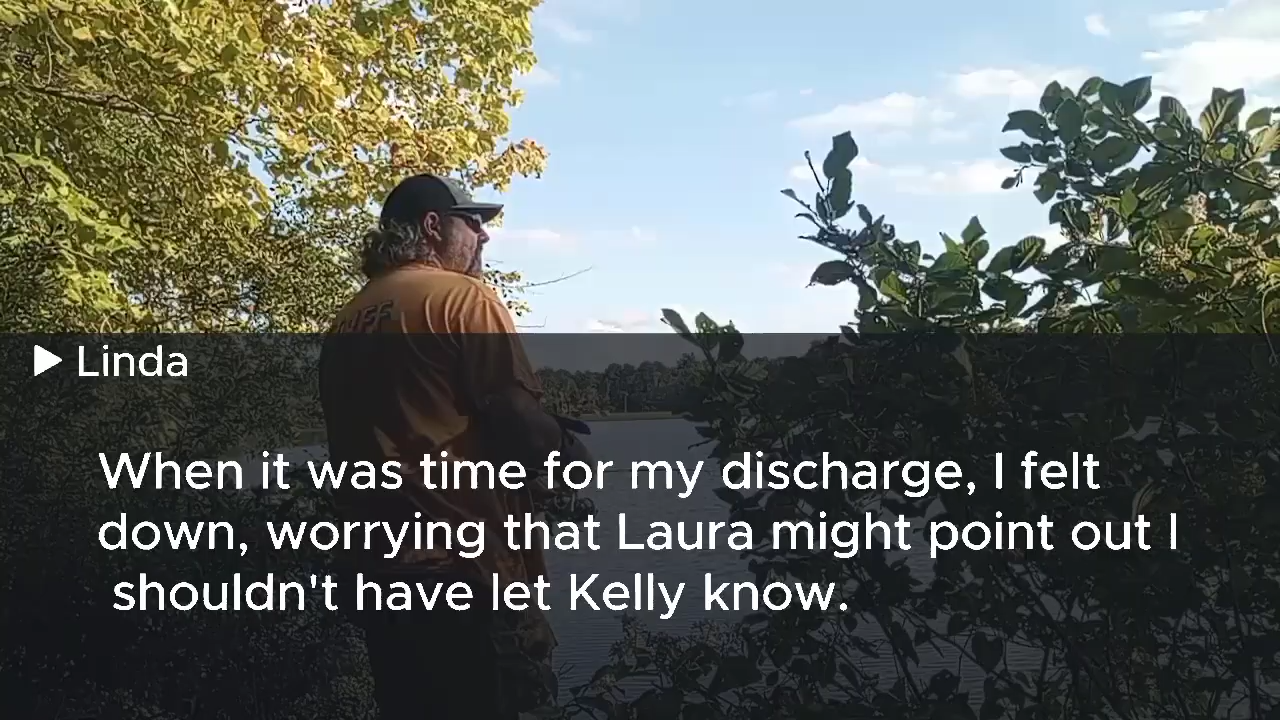 ▶ Linda
When it was time for my discharge, I felt
down, worrying that Laura might point out I
shouldn't have let Kelly know.